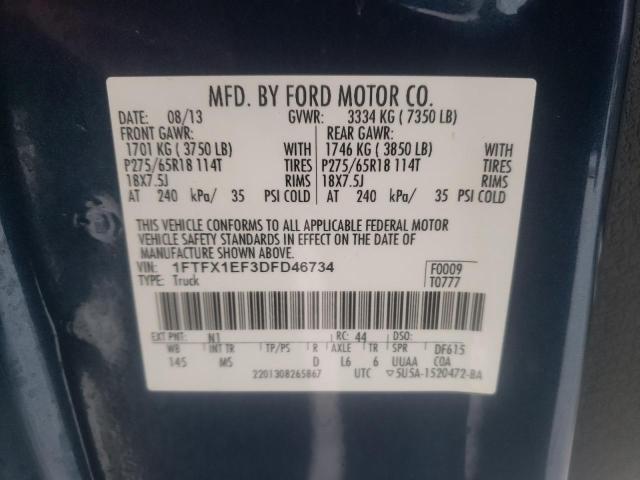 MFD. BY FORD MOTOR CO.
DATE: 08/13 GVWR: 3334 KG ( 7350 LB)
FRONT GAWR: REAR GAWR:
1701 KG ( 3750 LB) WITH 1746 KG ( 3850 LB) WITH
P275/65R18 114T TIRES P275/65R18 114T TIRES
18X7.5J RIMS 18X7.5J RIMS
AT 240 kPa/ 35 PSI COLD AT 240 kPa/ 35 PSI COLD
THIS VEHICLE CONFORMS TO ALL APPLICABLE FEDERAL MOTOR
VEHICLE SAFETY STANDARDS IN EFFECT ON THE DATE OF
MANUFACTURE SHOWN ABOVE.
VIN: 1FTFX1EF3DFD46734 F0009
TYPE: Truck T0777
EXT PNT: N1 RC: 44 DSO:
WB INT TR TP/PS R AXLE TR SPR DF615
145 MS D L6 6 UUAA COA
2201308265867 UTC 5U5A-1520472-BA